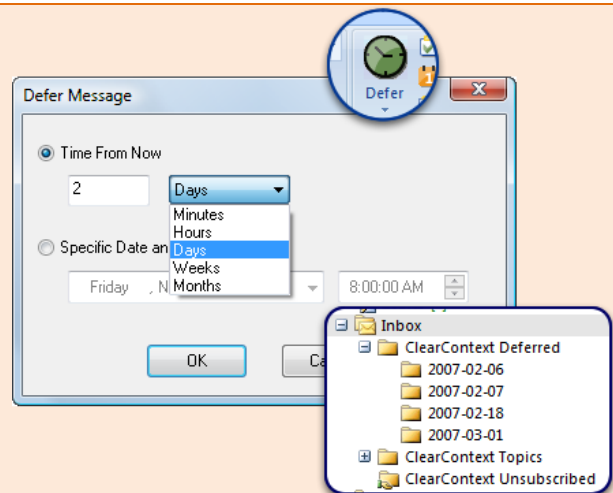 Defer
1
Defer Message
Time From Now
2
Days
Minutes
Hours
Days
Weeks
Months
Specific Date an
Friday , N
8:00:00 AM
OK
Ca
Inbox
ClearContext Deferred
2007-02-06
2007-02-07
2007-02-18
2007-03-01
ClearContext Topics
ClearContext Unsubscribed